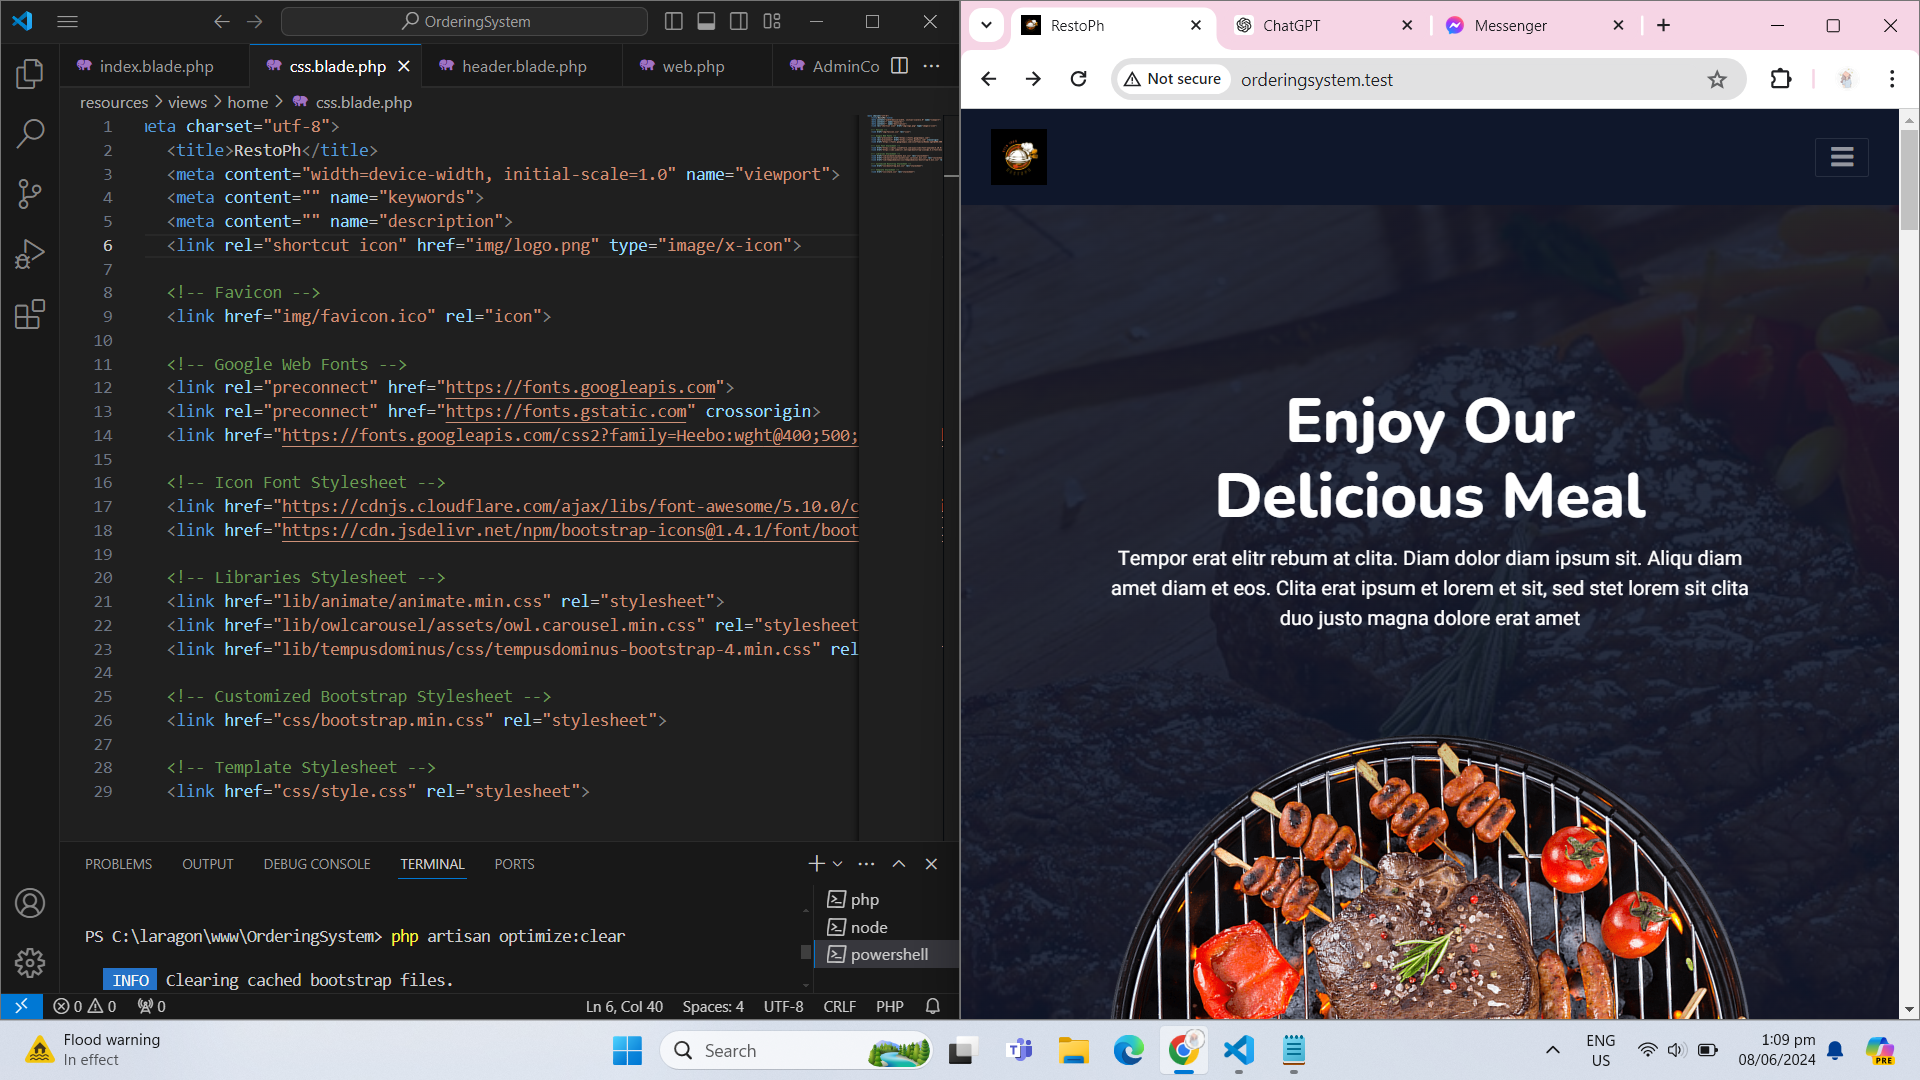 OrderingSystem
index.blade.php
css.blade.php
header.blade.php
web.php
AdminCo
resources > views > home > css.blade.php
1 eta charset="utf-8">
2 <title>RestoPh</title>
3 <meta content="width=device-width, initial-scale=1.0" name="viewport">
4 <meta content="" name="keywords">
5 <meta content="" name="description">
6 <link rel="shortcut icon" href="img/logo.png" type="image/x-icon">
7
8 <!-- Favicon -->
9 <link href="img/favicon.ico" rel="icon">
10
11 <!-- Google Web Fonts -->
12 <link rel="preconnect" href="https://fonts.googleapis.com">
13 <link rel="preconnect" href="https://fonts.gstatic.com" crossorigin>
14 <link href="https://fonts.googleapis.com/css2?family=Heebo:wght@400;500;
15
16 <!-- Icon Font Stylesheet -->
17 <link href="https://cdnjs.cloudflare.com/ajax/libs/font-awesome/5.10.0/c
18 <link href="https://cdn.jsdelivr.net/npm/bootstrap-icons@1.4.1/font/boot
19
20 <!-- Libraries Stylesheet -->
21 <link href="lib/animate/animate.min.css" rel="stylesheet">
22 <link href="lib/owlcarousel/assets/owl.carousel.min.css" rel="stylesheet
23 <link href="lib/tempusdominus/css/tempusdominus-bootstrap-4.min.css" rel
24
25 <!-- Customized Bootstrap Stylesheet -->
26 <link href="css/bootstrap.min.css" rel="stylesheet">
27
28 <!-- Template Stylesheet -->
29 <link href="css/style.css" rel="stylesheet">
PROBLEMS
OUTPUT
DEBUG CONSOLE
TERMINAL
PORTS
PS C:\laragon\www\OrderingSystem> php artisan optimize:clear
INFO Clearing cached bootstrap files.
php
node
powershell
0 0 0
Ln 6, Col 40
Spaces: 4
UTF-8
CRLF
PHP
RestoPh
ChatGPT
Messenger
Not secure
orderingsystem.test
Enjoy Our
Delicious Meal
Tempor erat elitr rebum at clita. Diam dolor diam ipsum sit. Aliqu diam
amet diam et eos. Clita erat ipsum et lorem et sit, sed stet lorem sit clita
duo justo magna dolore erat amet
Flood warning
In effect
Search
ENG
US
1:09 pm
08/06/2024
PRE